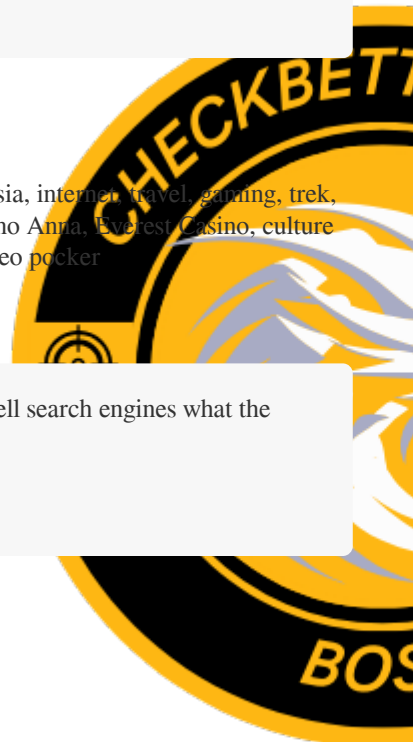 CHECKBETT
sia, internet, travel, gaming, trek,
no Anna, Everest Casino, culture
eo pocker
ell search engines what the
BOS